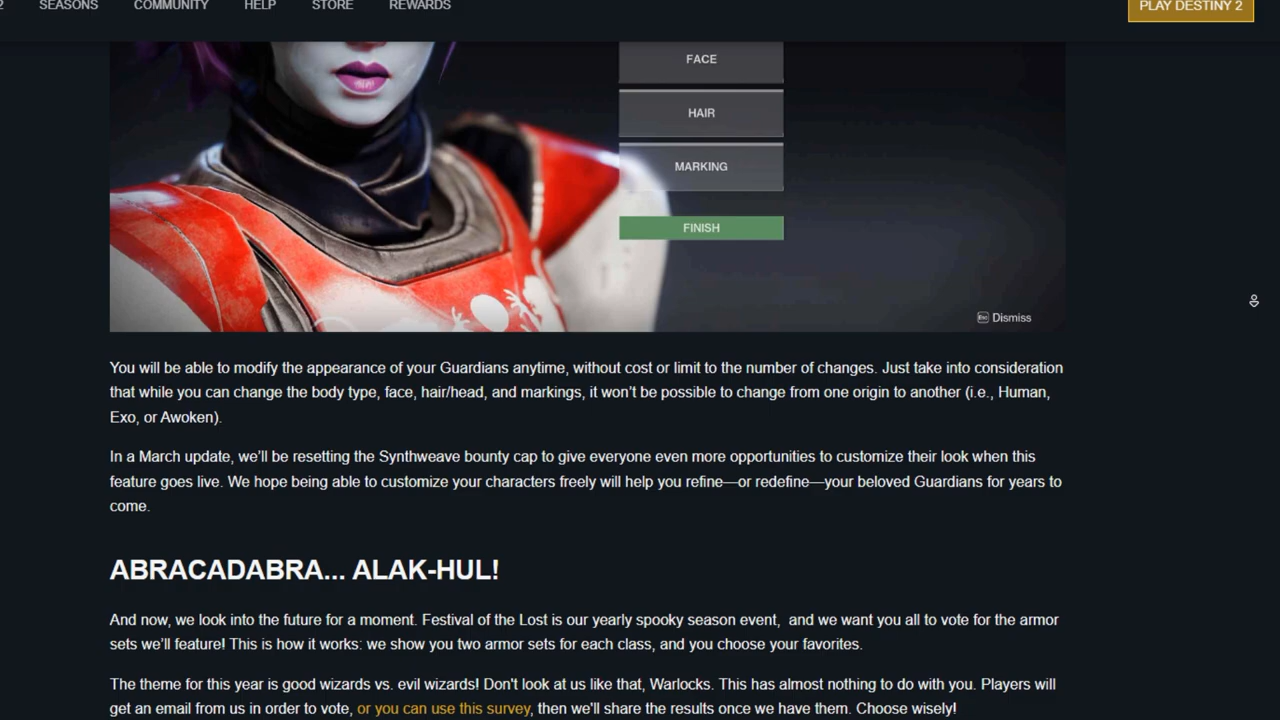 2 SEASONS COMMUNITY HELP STORE REWARDS PLAY DESTINY 2
FACE
HAIR
MARKING
FINISH
Esc Dismiss
You will be able to modify the appearance of your Guardians anytime, without cost or limit to the number of changes. Just take into consideration
that while you can change the body type, face, hair/head, and markings, it won’t be possible to change from one origin to another (i.e., Human,
Exo, or Awoken).
In a March update, we’ll be resetting the Synthweave bounty cap to give everyone even more opportunities to customize their look when this
feature goes live. We hope being able to customize your characters freely will help you refine—or redefine—your beloved Guardians for years to
come.
ABRACADABRA... ALAK-HUL!
And now, we look into the future for a moment. Festival of the Lost is our yearly spooky season event, and we want you all to vote for the armor
sets we’ll feature! This is how it works: we show you two armor sets for each class, and you choose your favorites.
The theme for this year is good wizards vs. evil wizards! Don't look at us like that, Warlocks. This has almost nothing to do with you. Players will
get an email from us in order to vote, or you can use this survey, then we'll share the results once we have them. Choose wisely!